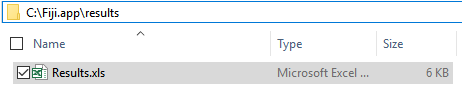 C:\Fiji.app\results
Name Type Size
Results.xls Microsoft Excel ... 6 KB